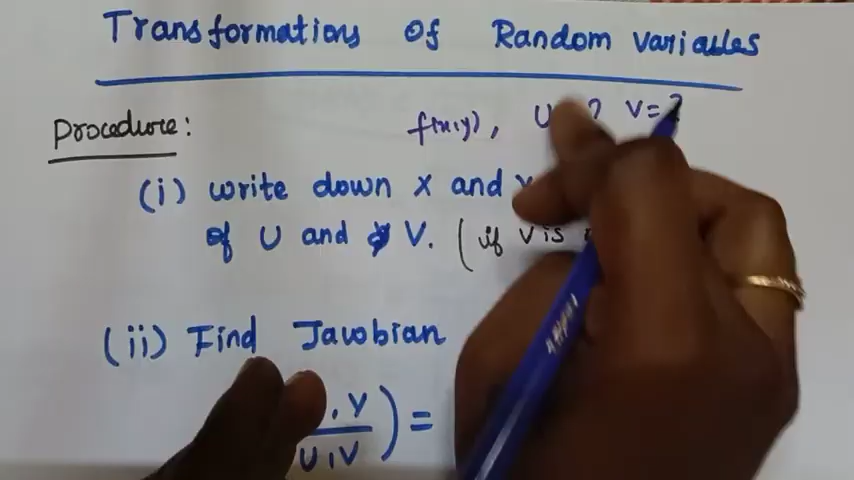 Transformations Of Random variables
Procedure:
f(x,y), U ? V=?
(i) write down X and
of U and V. (if V is
(ii) Find Jacobian
, Y
U, V ) =